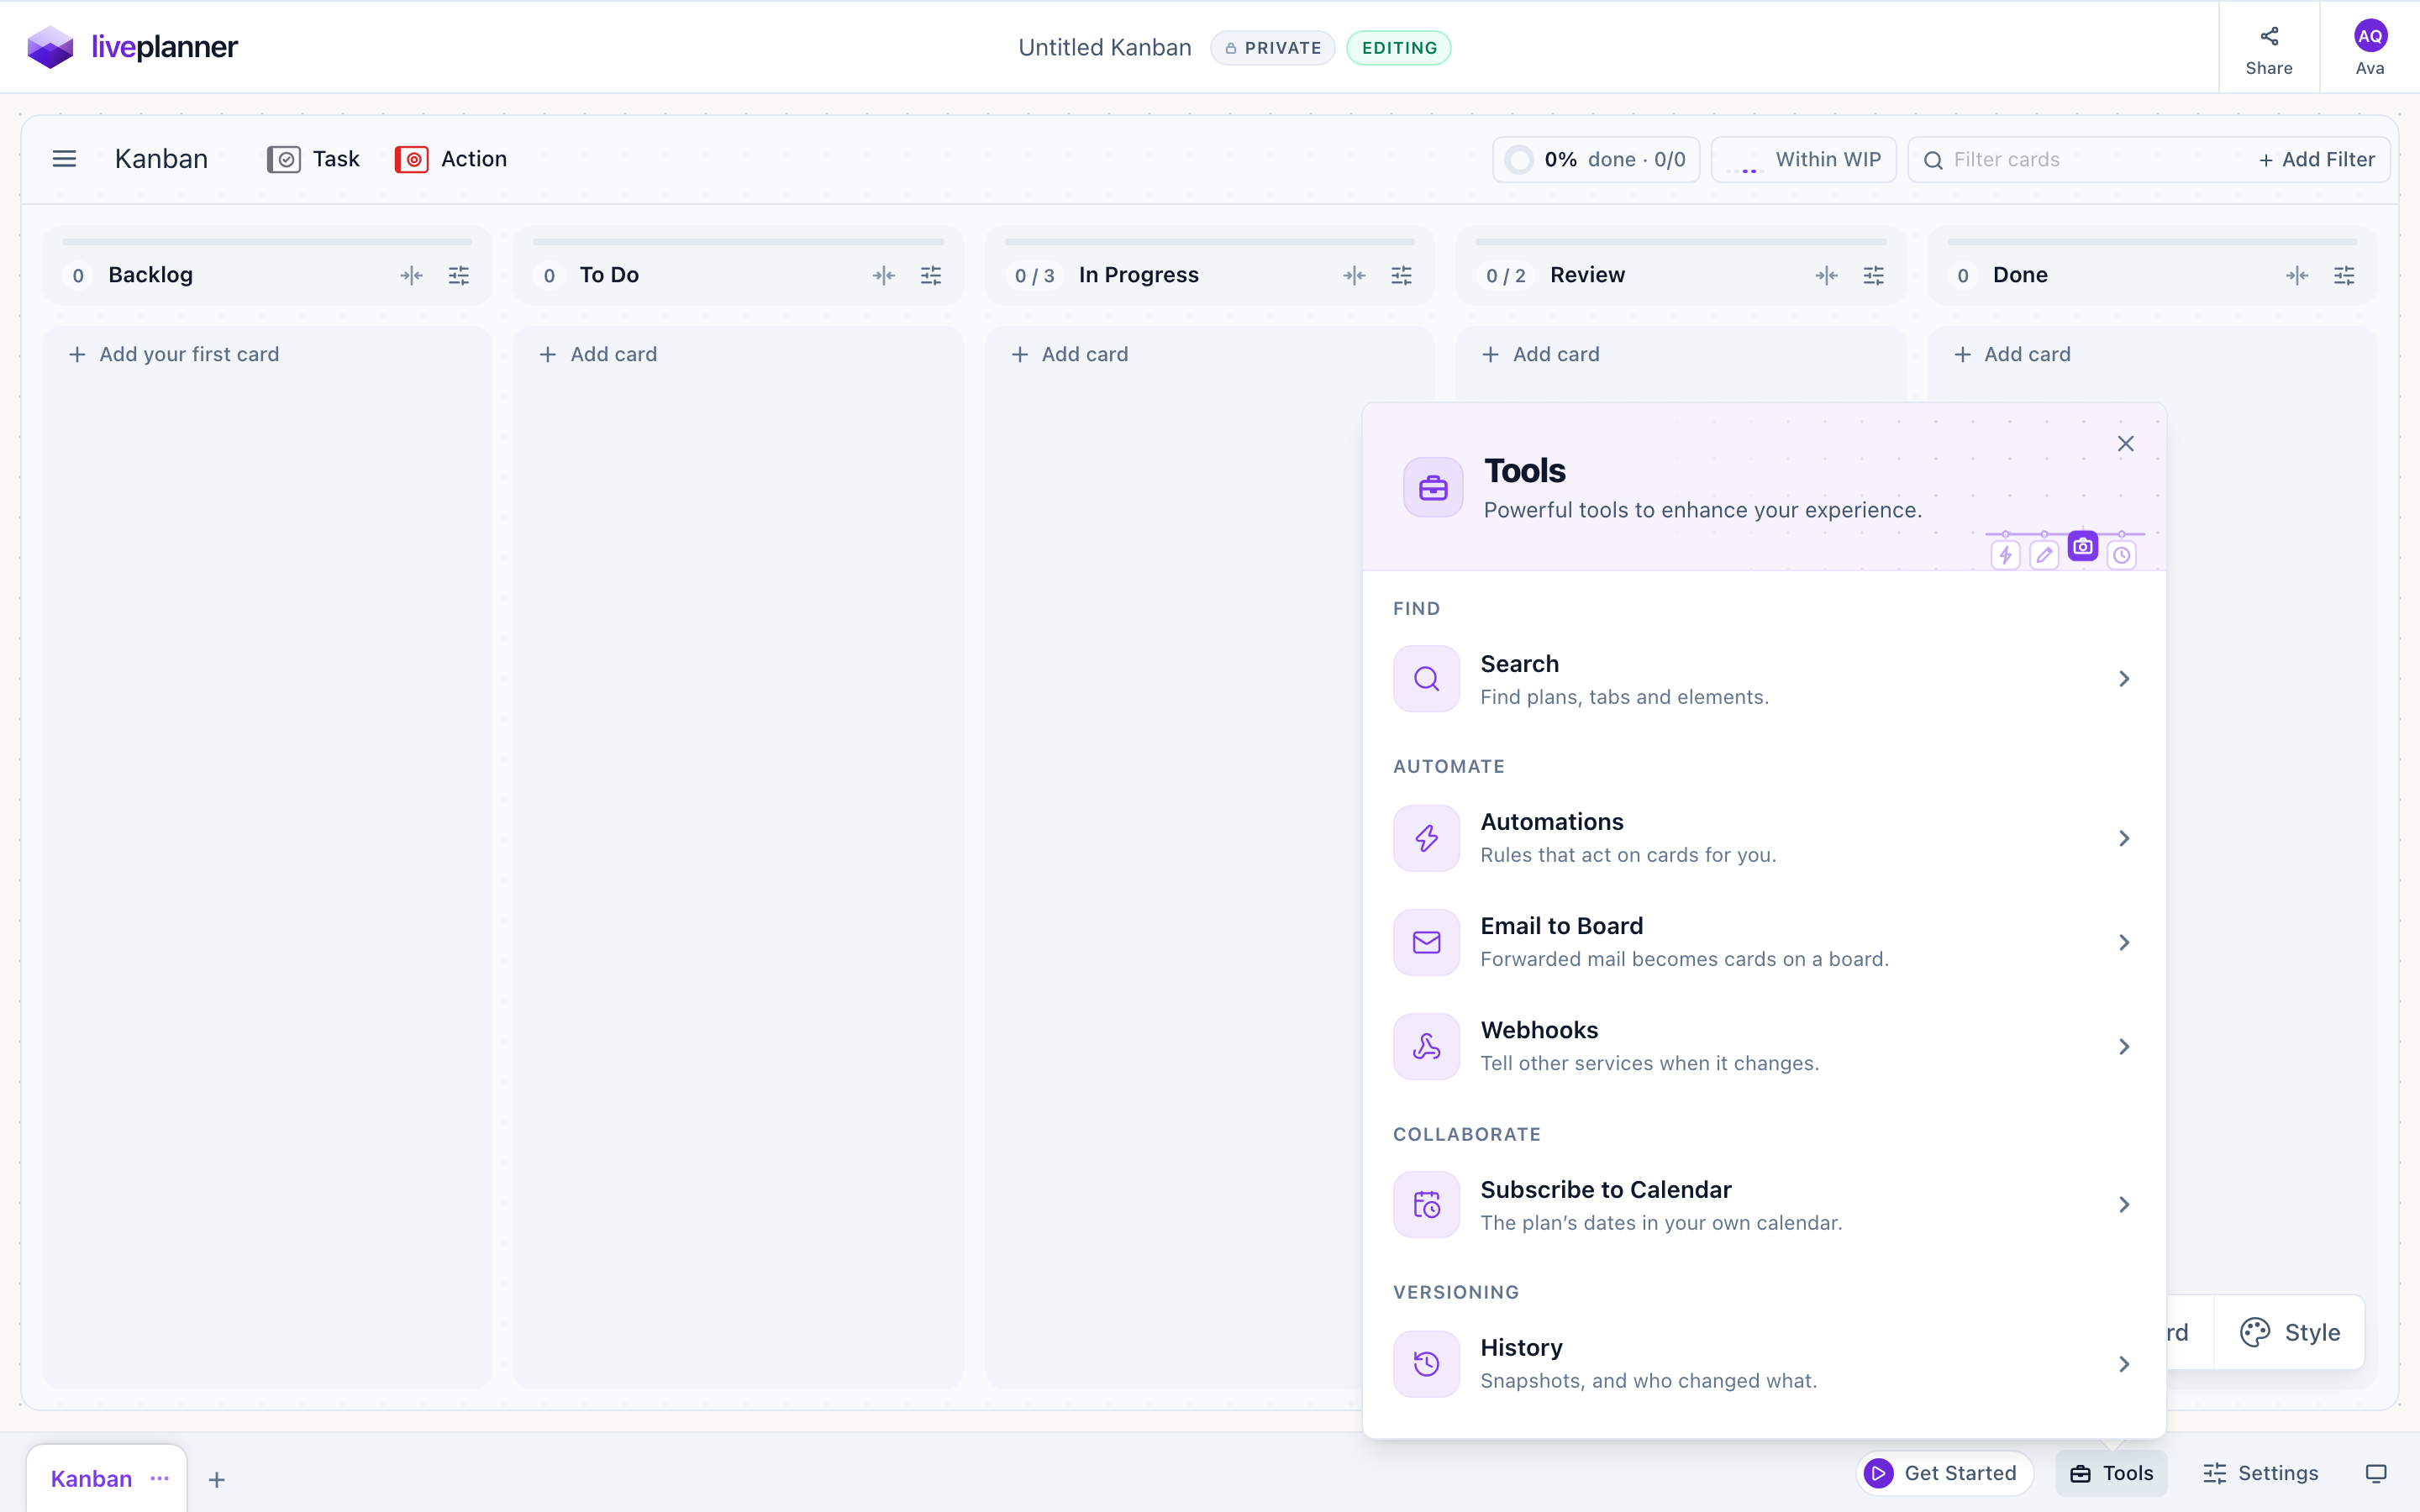 liveplanner
Untitled Kanban
PRIVATE
EDITING
Share
AQ
Ava
Kanban
Task
Action
0% done · 0/0
Within WIP
Filter cards
+ Add Filter
0 Backlog
0 To Do
0 / 3 In Progress
0 / 2 Review
0 Done
+ Add your first card
+ Add card
+ Add card
+ Add card
+ Add card
Tools
Powerful tools to enhance your experience.
FIND
Search
Find plans, tabs and elements.
AUTOMATE
Automations
Rules that act on cards for you.
Email to Board
Forwarded mail becomes cards on a board.
Webhooks
Tell other services when it changes.
COLLABORATE
Subscribe to Calendar
The plan’s dates in your own calendar.
VERSIONING
History
Snapshots, and who changed what.
Style
Kanban ···
+
Get Started
Tools
Settings